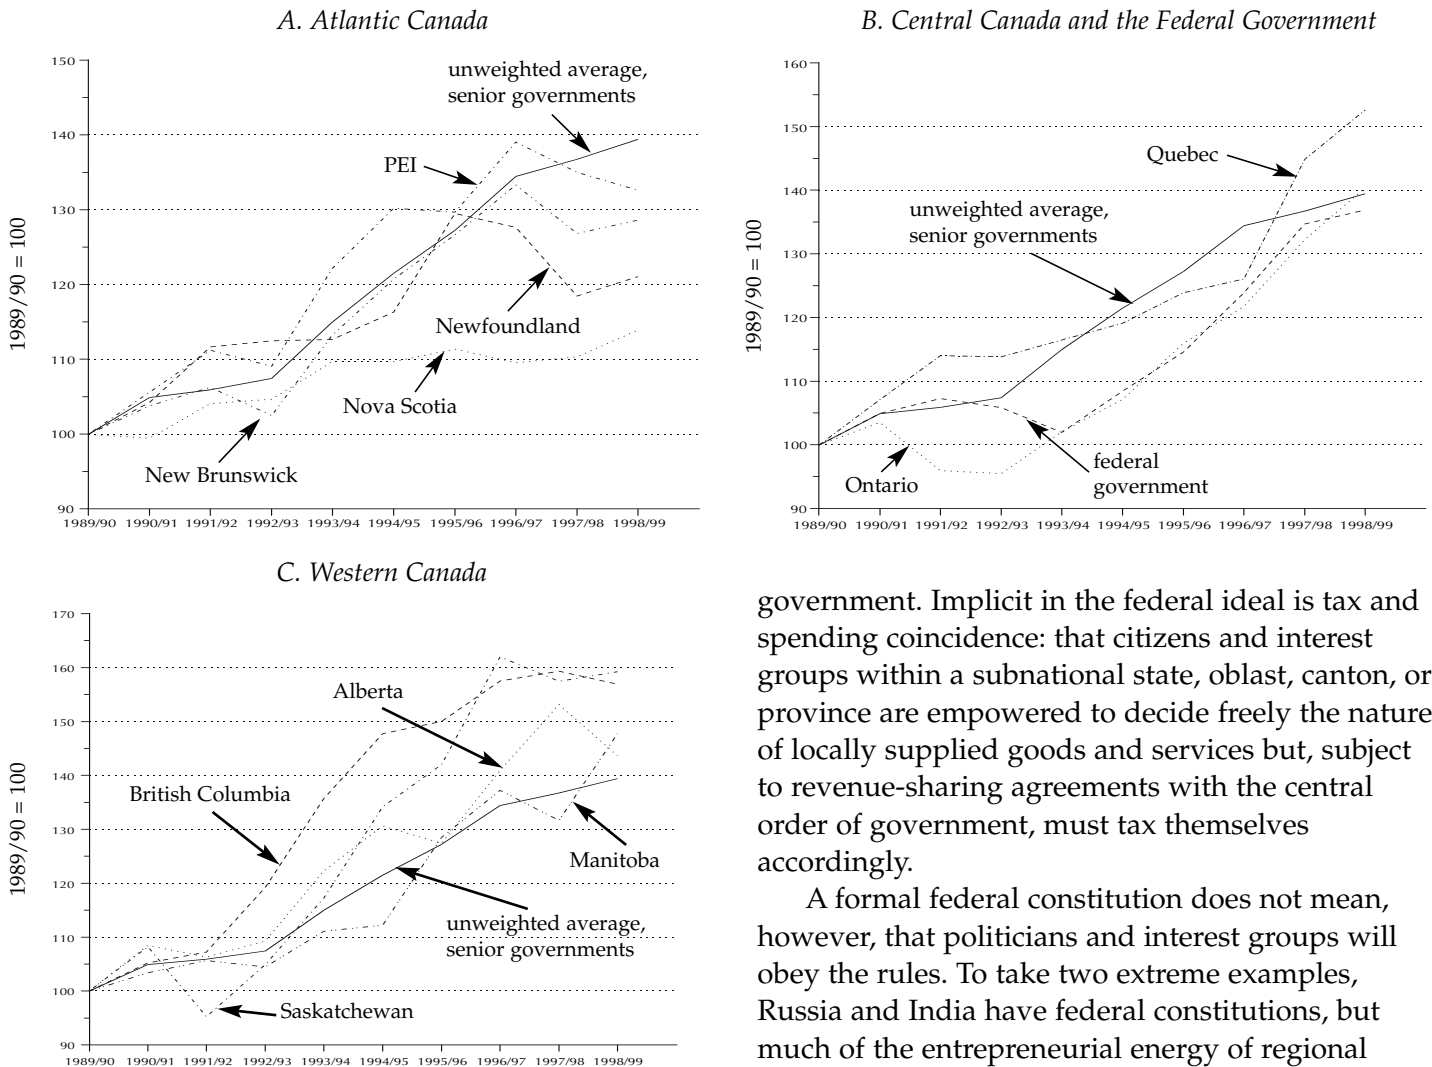 A. Atlantic Canada
150
140
130
120
110
100
90
1989/90 = 100
unweighted average,
senior governments
PEI
Newfoundland
Nova Scotia
New Brunswick
1989/90 1990/91 1991/92 1992/93 1993/94 1994/95 1995/96 1996/97 1997/98 1998/99
B. Central Canada and the Federal Government
160
150
140
130
120
110
100
90
1989/90 = 100
Quebec
unweighted average,
senior governments
federal
government
Ontario
1989/90 1990/91 1991/92 1992/93 1993/94 1994/95 1995/96 1996/97 1997/98 1998/99
C. Western Canada
170
160
150
140
130
120
110
100
90
1989/90 = 100
Alberta
British Columbia
Manitoba
unweighted average,
senior governments
Saskatchewan
1989/90 1990/91 1991/92 1992/93 1993/94 1994/95 1995/96 1996/97 1997/98 1998/99
government. Implicit in the federal ideal is tax and
spending coincidence: that citizens and interest
groups within a subnational state, oblast, canton, or
province are empowered to decide freely the nature
of locally supplied goods and services but, subject
to revenue-sharing agreements with the central
order of government, must tax themselves
accordingly.
A formal federal constitution does not mean,
however, that politicians and interest groups will
obey the rules. To take two extreme examples,
Russia and India have federal constitutions, but
much of the entrepreneurial energy of regional